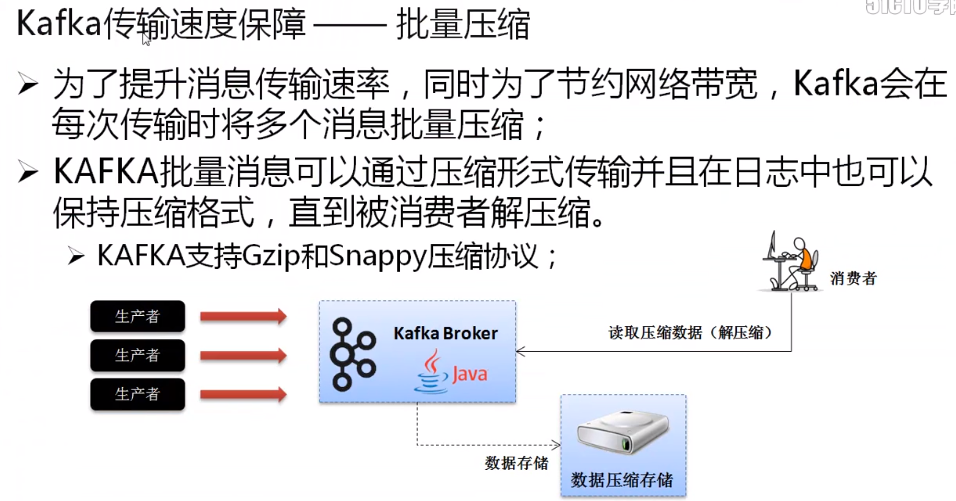 51CTO学院
Kafka传输速度保障 —— 批量压缩
为了提升消息传输速率，同时为了节约网络带宽，Kafka会在
每次传输时将多个消息批量压缩；
KAFKA批量消息可以通过压缩形式传输并且在日志中也可以
保持压缩格式，直到被消费者解压缩。
KAFKA支持Gzip和Snappy压缩协议；
消费者
生产者
Kafka Broker
读取压缩数据（解压缩）
生产者
Java
生产者
数据存储
数据压缩存储